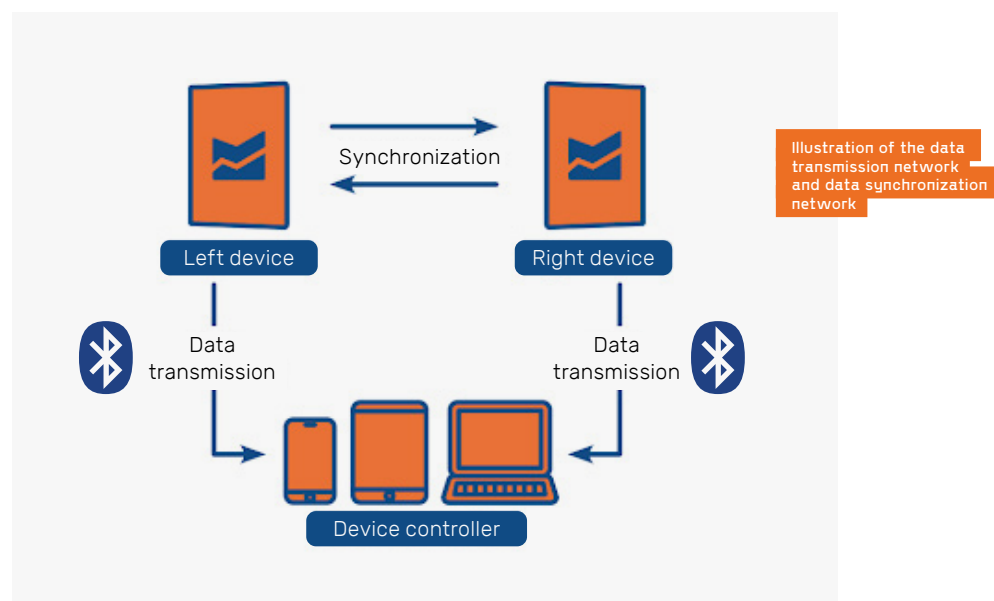 Synchronization
Illustration of the data
transmission network
and data synchronization
network
Left device
Right device
Data
transmission
Data
transmission
Device controller